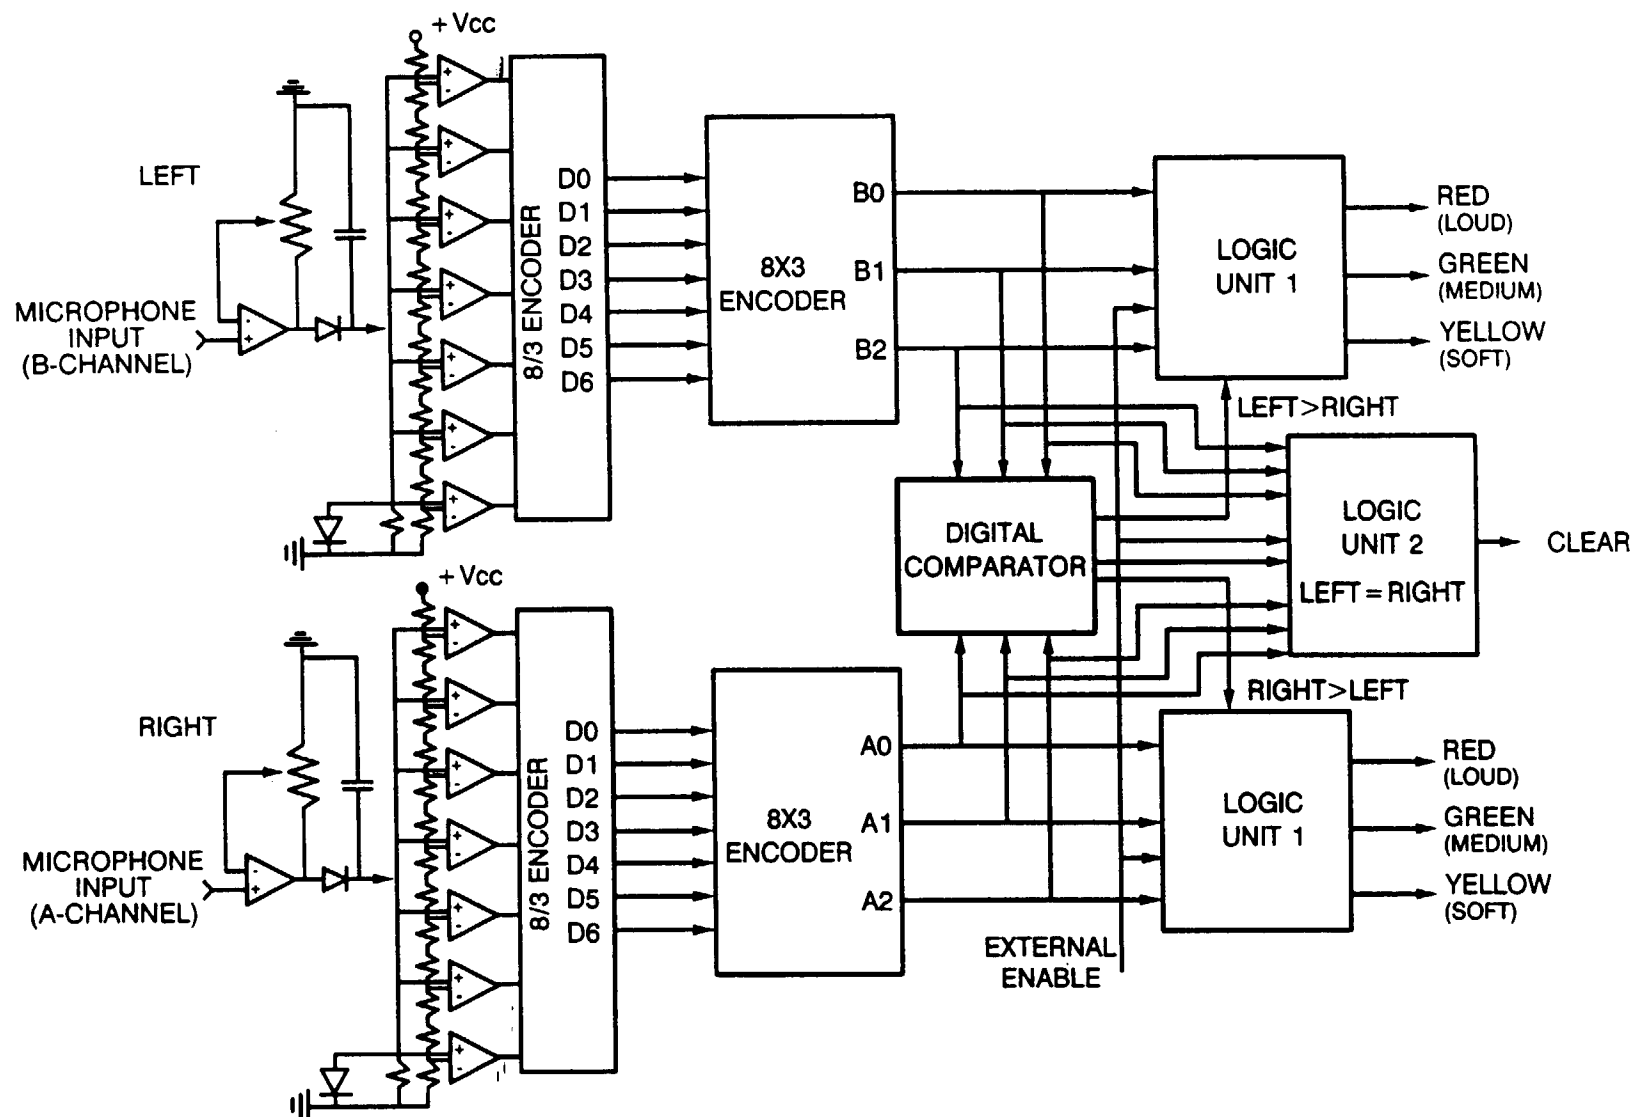 + Vcc
LEFT
MICROPHONE
INPUT
(B-CHANNEL)
-
+
+
-
+
-
+
-
+
-
+
-
+
-
+
-
8/3 ENCODER
D0
D1
D2
D3
D4
D5
D6
8X3
ENCODER
B0
B1
B2
LOGIC
UNIT 1
RED
(LOUD)
GREEN
(MEDIUM)
YELLOW
(SOFT)
LEFT>RIGHT
DIGITAL
COMPARATOR
LOGIC
UNIT 2
LEFT=RIGHT
CLEAR
+ Vcc
RIGHT
MICROPHONE
INPUT
(A-CHANNEL)
-
+
+
-
+
-
+
-
+
-
+
-
+
-
+
-
8/3 ENCODER
D0
D1
D2
D3
D4
D5
D6
8X3
ENCODER
A0
A1
A2
RIGHT>LEFT
LOGIC
UNIT 1
RED
(LOUD)
GREEN
(MEDIUM)
YELLOW
(SOFT)
EXTERNAL
ENABLE